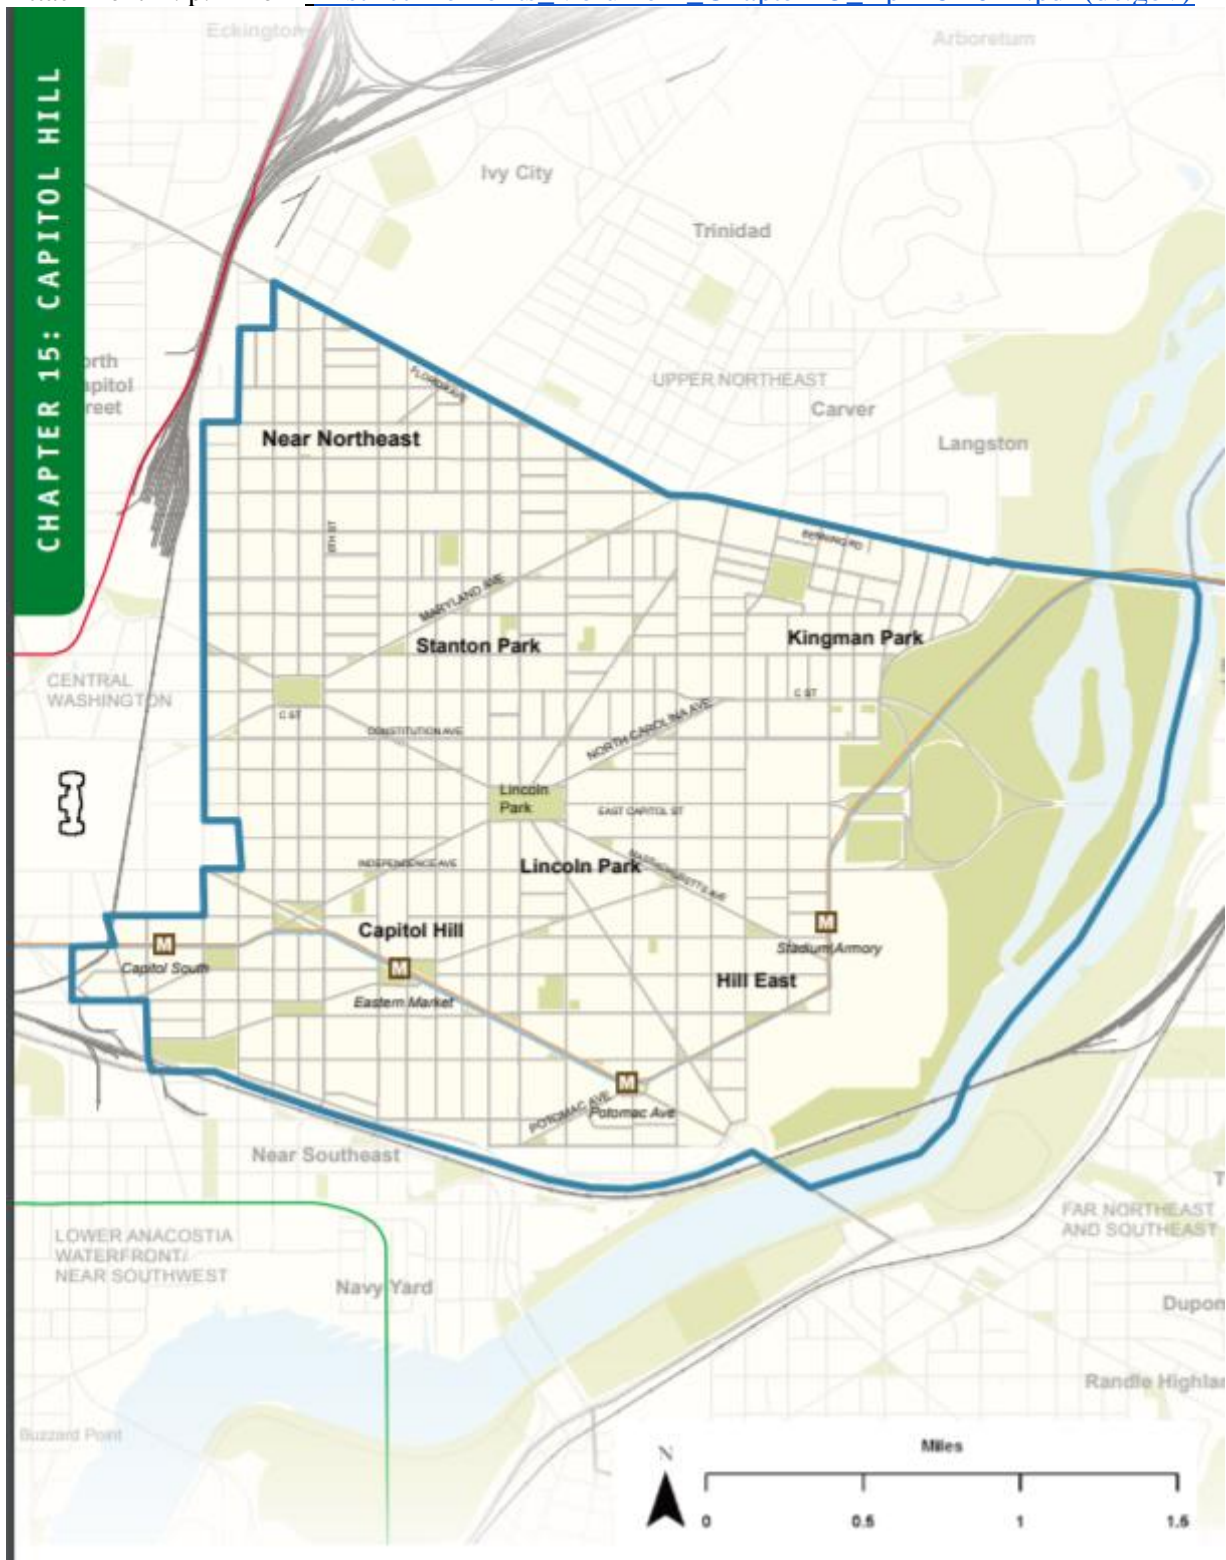 CHAPTER 15: CAPITOL HILL
Eckington
Arboretum
Ivy City
Trinidad
UPPER NORTHEAST
Carver
Langston
FLORIDA AVE
Near Northeast
8TH ST
BENNING RD
MARYLAND AVE
Stanton Park
Kingman Park
CENTRAL
WASHINGTON
C ST
C ST
CONSTITUTION AVE
NORTH CAROLINA AVE
Lincoln
Park
EAST CAPITOL ST
INDEPENDENCE AVE
Lincoln Park
MASSACHUSETTS AVE
Capitol Hill
M
M
Capitol South
Stadium/Armory
M
Eastern Market
Hill East
M
POTOMAC AVE
Potomac Ave
Near Southeast
LOWER ANACOSTIA
WATERFRONT/
NEAR SOUTHWEST
FAR NORTHEAST
AND SOUTHEAST
Navy Yard
Dupon
Randle Highlan
Buzzard Point
N
Miles
0
0.5
1
1.5